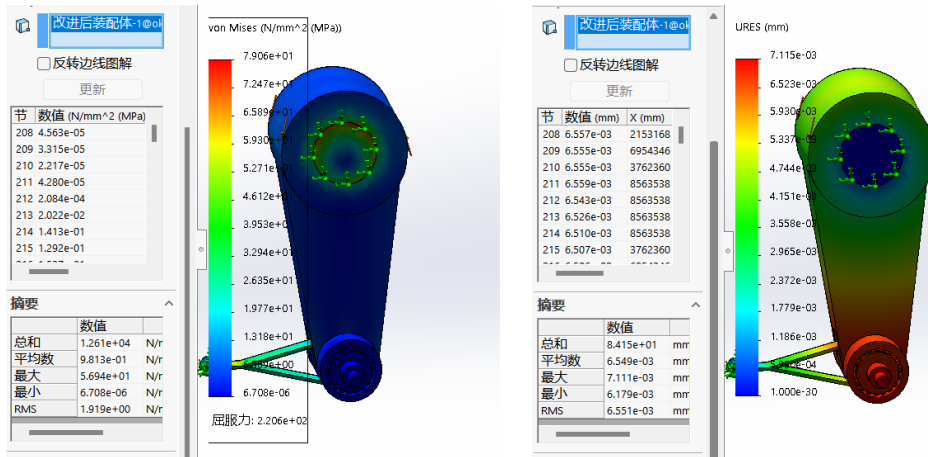 改进后装配体-1@ok
反转边线图解
更新
节 数值 (N/mm^2 (MPa)
208 4.563e-05
209 3.315e-05
210 2.217e-05
211 4.280e-05
212 2.084e-04
213 2.022e-02
214 1.413e-01
215 1.292e-01
摘要
数值
总和 1.261e+04 N/r
平均数 9.813e-01 N/r
最大 5.694e+01 N/r
最小 6.708e-06 N/r
RMS 1.919e+00 N/r
von Mises (N/mm^2 (MPa))
7.906e+01
7.247e+01
6.589e+01
5.930e+01
5.271e+01
4.612e+01
3.953e+01
3.294e+01
2.635e+01
1.977e+01
1.318e+01
6.708e-06
屈服力: 2.206e+02
改进后装配体-1@ok
反转边线图解
更新
节 数值 (mm) X (mm)
208 6.557e-03 2153168
209 6.555e-03 6954346
210 6.555e-03 3762360
211 6.559e-03 8563538
212 6.543e-03 8563538
213 6.526e-03 8563538
214 6.510e-03 8563538
215 6.507e-03 3762360
摘要
数值
总和 8.415e+01 mm
平均数 6.549e-03 mm
最大 7.111e-03 mm
最小 6.179e-03 mm
RMS 6.551e-03 mm
URES (mm)
7.115e-03
6.523e-03
5.930e-03
5.337e-03
4.744e-03
4.151e-03
3.558e-03
2.965e-03
2.372e-03
1.779e-03
1.186e-03
1.000e-30